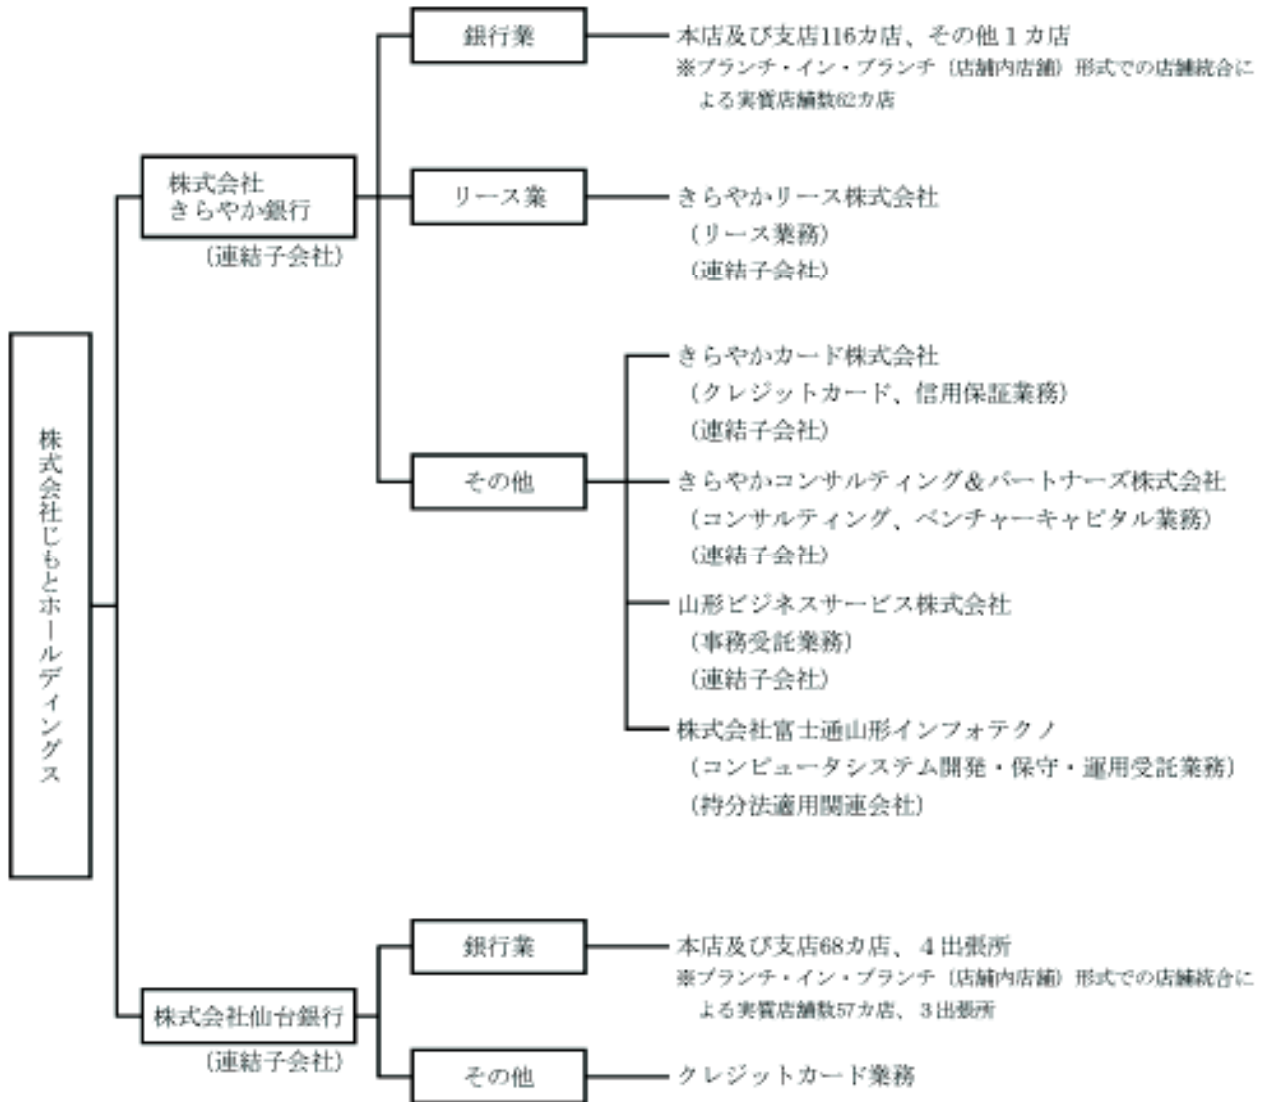 株式会社じもとホールディングス
株式会社
きらやか銀行
(連結子会社)
銀行業
本店及び支店116カ店、その他1カ店
※ブランチ・イン・ブランチ(店舗内店舗)形式での店舗統合に
よる実質店舗数62カ店
リース業
きらやかリース株式会社
(リース業務)
(連結子会社)
その他
きらやかカード株式会社
(クレジットカード、信用保証業務)
(連結子会社)
きらやかコンサルティング&パートナーズ株式会社
(コンサルティング、ベンチャーキャピタル業務)
(連結子会社)
山形ビジネスサービス株式会社
(事務受託業務)
(連結子会社)
株式会社富士通山形インフォテクノ
(コンピュータシステム開発・保守・運用受託業務)
(持分法適用関連会社)
株式会社仙台銀行
(連結子会社)
銀行業
本店及び支店68カ店、4出張所
※ブランチ・イン・ブランチ(店舗内店舗)形式での店舗統合に
よる実質店舗数57カ店、3出張所
その他
クレジットカード業務